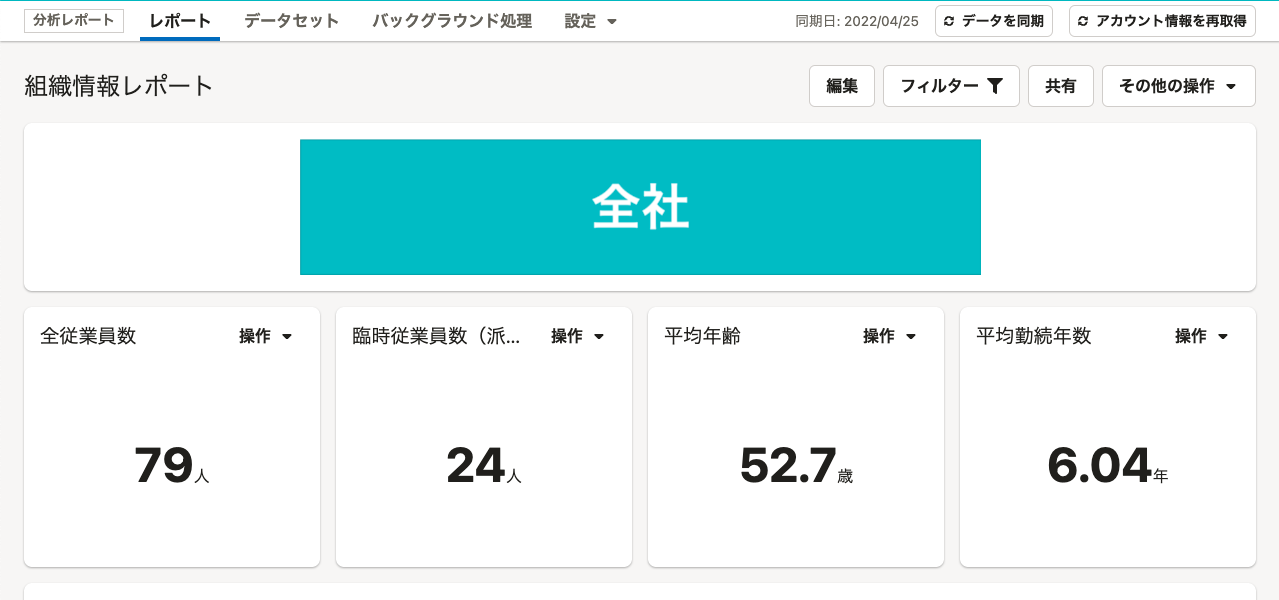 分析レポート レポート データセット バックグラウンド処理 設定 同期日: 2022/04/25 データを同期 アカウント情報を再取得
組織情報レポート 編集 フィルター 共有 その他の操作
全社
全従業員数 操作 臨時従業員数（派... 操作 平均年齢 操作 平均勤続年数 操作
79人 24人 52.7歳 6.04年